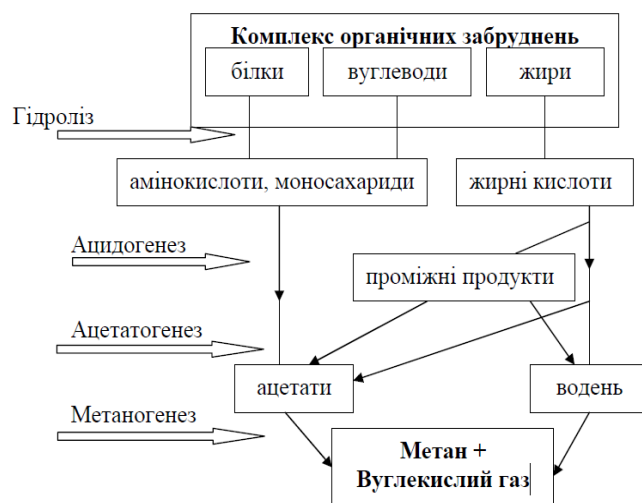 Комплекс органічних забруднень
білки
вуглеводи
жири
Гідроліз
амінокислоти, моносахариди
жирні кислоти
Ацидогенез
проміжні продукти
Ацетатогенез
ацетати
водень
Метаногенез
Метан +
Вуглекислий газ